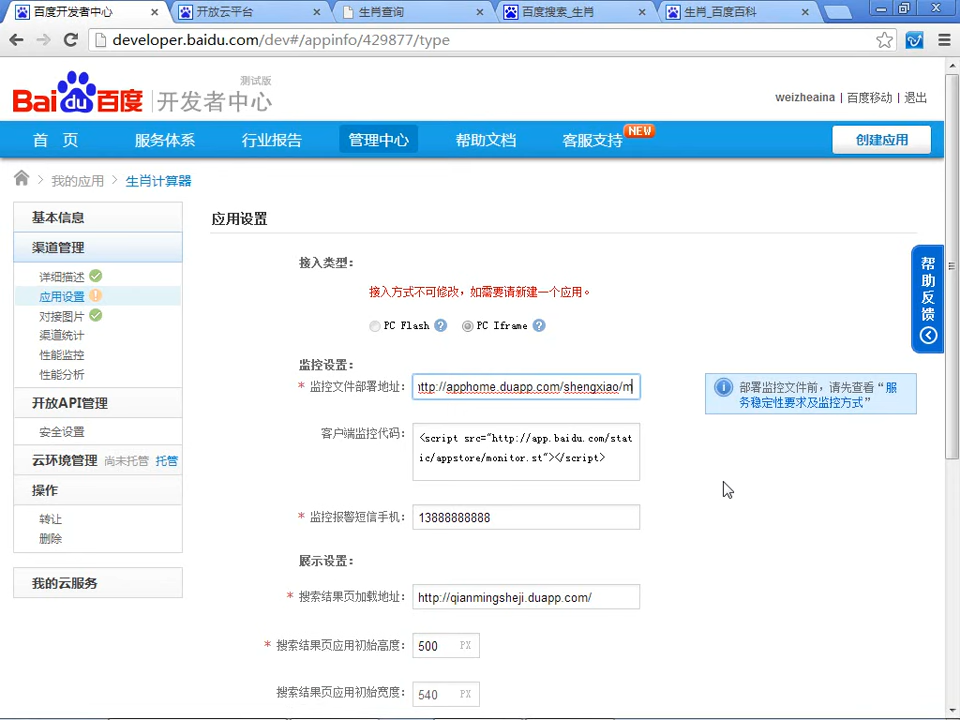 百度开发者中心
开放云平台
生肖查询
百度搜索_生肖
生肖_百度百科
developer.baidu.com/dev#/appinfo/429877/type
Bai du 百度 开发者中心 测试版
weizheaina | 百度移动 | 退出
首 页 服务体系 行业报告 管理中心 帮助文档 客服支持 NEW 创建应用
我的应用 > 生肖计算器
基本信息
渠道管理
详细描述
应用设置
对接图片
渠道统计
性能监控
性能分析
开放API管理
安全设置
云环境管理 尚未托管 托管
操作
转让
删除
我的云服务
应用设置
接入类型:
接入方式不可修改，如需要请新建一个应用。
PC Flash ? PC Iframe ?
监控设置:
* 监控文件部署地址: ttp://apphome.duapp.com/shengxiao/m
部署监控文件前，请先查看“服
务稳定性要求及监控方式”
客户端监控代码: <script src="http://app.baidu.com/stat
ic/appstore/monitor.st"></script>
* 监控报警短信手机: 13888888888
展示设置:
* 搜索结果页加载地址: http://qianmingsheji.duapp.com/
* 搜索结果页应用初始高度: 500 PX
搜索结果页应用初始宽度: 540 PX
帮助反馈